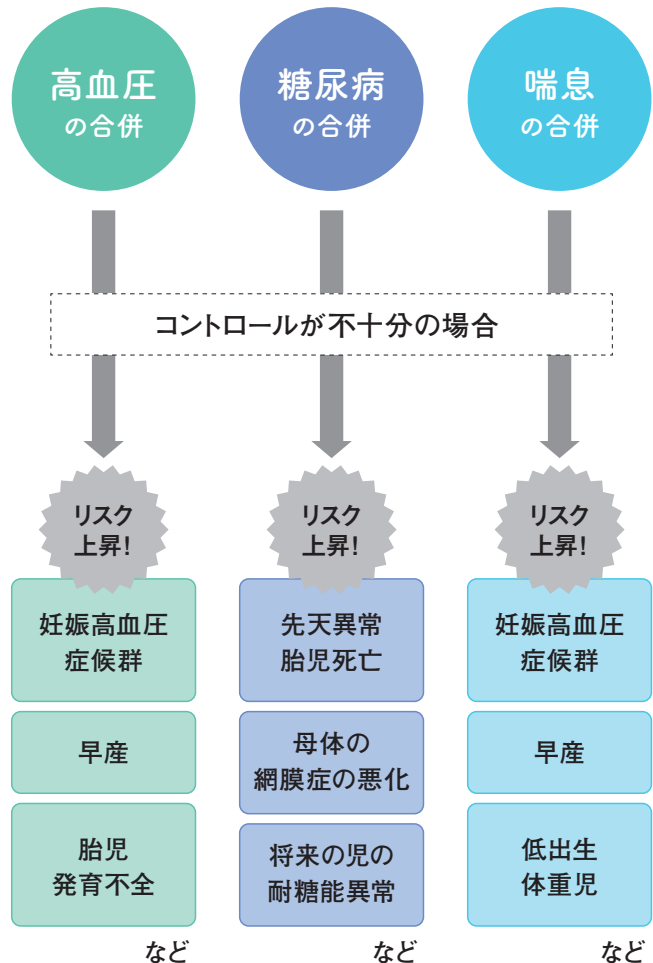 高血圧
の合併
糖尿病
の合併
喘息
の合併
コントロールが不十分の場合
リスク
上昇!
リスク
上昇!
リスク
上昇!
妊娠高血圧
症候群
早産
胎児
発育不全
など
先天異常
胎児死亡
母体の
網膜症の悪化
将来の児の
耐糖能異常
など
妊娠高血圧
症候群
早産
低出生
体重児
など